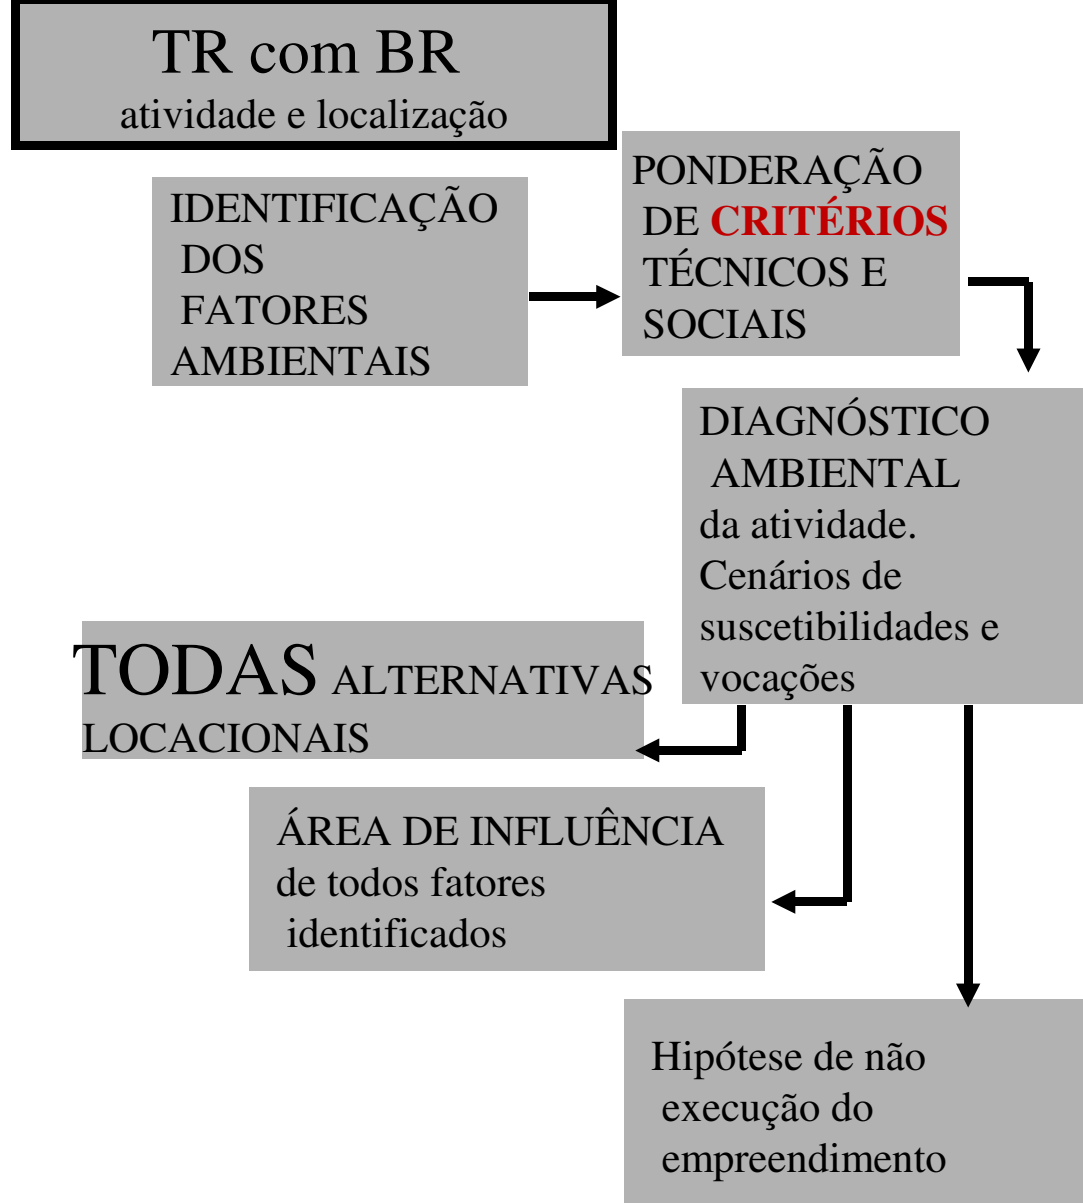 TR com BR
atividade e localização
IDENTIFICAÇÃO
DOS
FATORES
AMBIENTAIS
PONDERAÇÃO
DE CRITÉRIOS
TÉCNICOS E
SOCIAIS
DIAGNÓSTICO
AMBIENTAL
da atividade.
Cenários de
suscetibilidades e
vocações
TODAS ALTERNATIVAS
LOCACIONAIS
ÁREA DE INFLUÊNCIA
de todos fatores
identificados
Hipótese de não
execução do
empreendimento